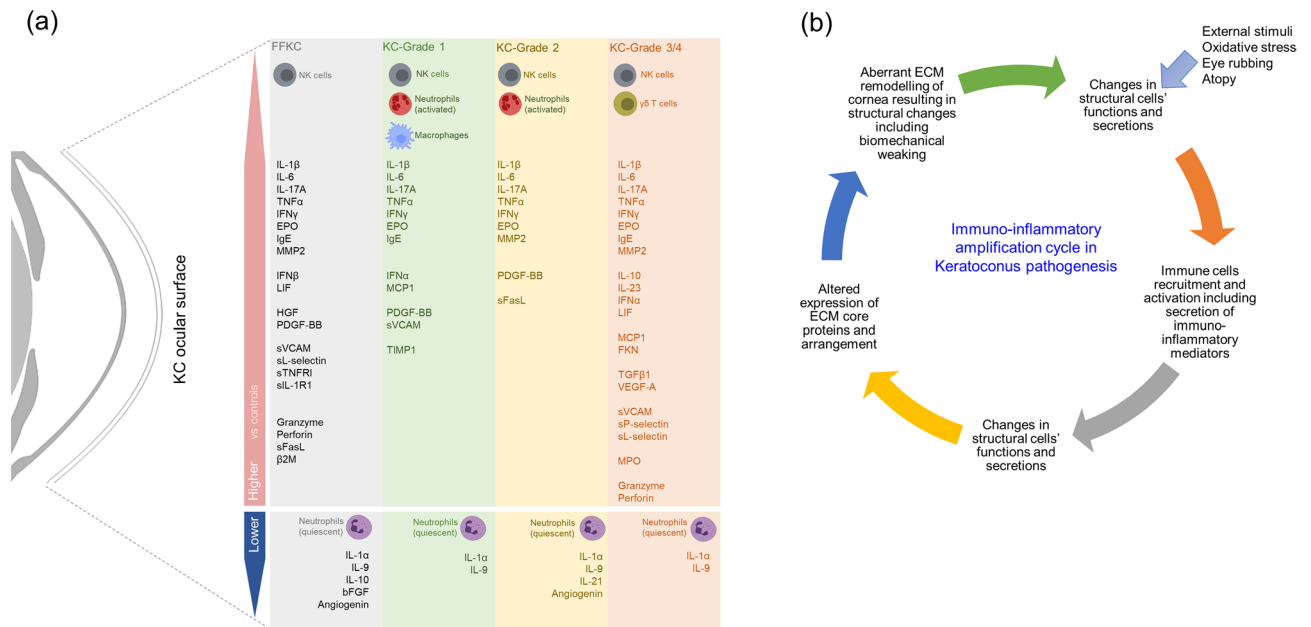 (a)
KC ocular surface
Higher vs controls
Lower
FFKC
NK cells
IL-1β
IL-6
IL-17A
TNFα
IFNγ
EPO
IgE
MMP2
IFNβ
LIF
HGF
PDGF-BB
sVCAM
sL-selectin
sTNFRI
sIL-1R1
Granzyme
Perforin
sFasL
β2M
Neutrophils
(quiescent)
IL-1α
IL-9
IL-10
bFGF
Angiogenin
KC-Grade 1
NK cells
Neutrophils
(activated)
Macrophages
IL-1β
IL-6
IL-17A
TNFα
IFNγ
EPO
IgE
IFNα
MCP1
PDGF-BB
sVCAM
TIMP1
Neutrophils
(quiescent)
IL-1α
IL-9
KC-Grade 2
NK cells
Neutrophils
(activated)
IL-1β
IL-6
IL-17A
TNFα
IFNγ
EPO
MMP2
PDGF-BB
sFasL
Neutrophils
(quiescent)
IL-1α
IL-9
IL-21
Angiogenin
KC-Grade 3/4
NK cells
γδ T cells
IL-1β
IL-6
IL-17A
TNFα
IFNγ
EPO
IgE
MMP2
IL-10
IL-23
IFNα
LIF
MCP1
FKN
TGFβ1
VEGF-A
sVCAM
sP-selectin
sL-selectin
MPO
Granzyme
Perforin
Neutrophils
(quiescent)
IL-1α
IL-9
(b)
External stimuli
Oxidative stress
Eye rubbing
Atopy
Changes in
structural cells'
functions and
secretions
Immune cells
recruitment and
activation including
secretion of
immuno-
inflammatory
mediators
Changes in
structural cells'
functions and
secretions
Altered
expression of
ECM core
proteins and
arrangement
Aberrant ECM
remodelling of
cornea resulting in
structural changes
including
biomechanical
weaking
Immuno-inflammatory
amplification cycle in
Keratoconus pathogenesis